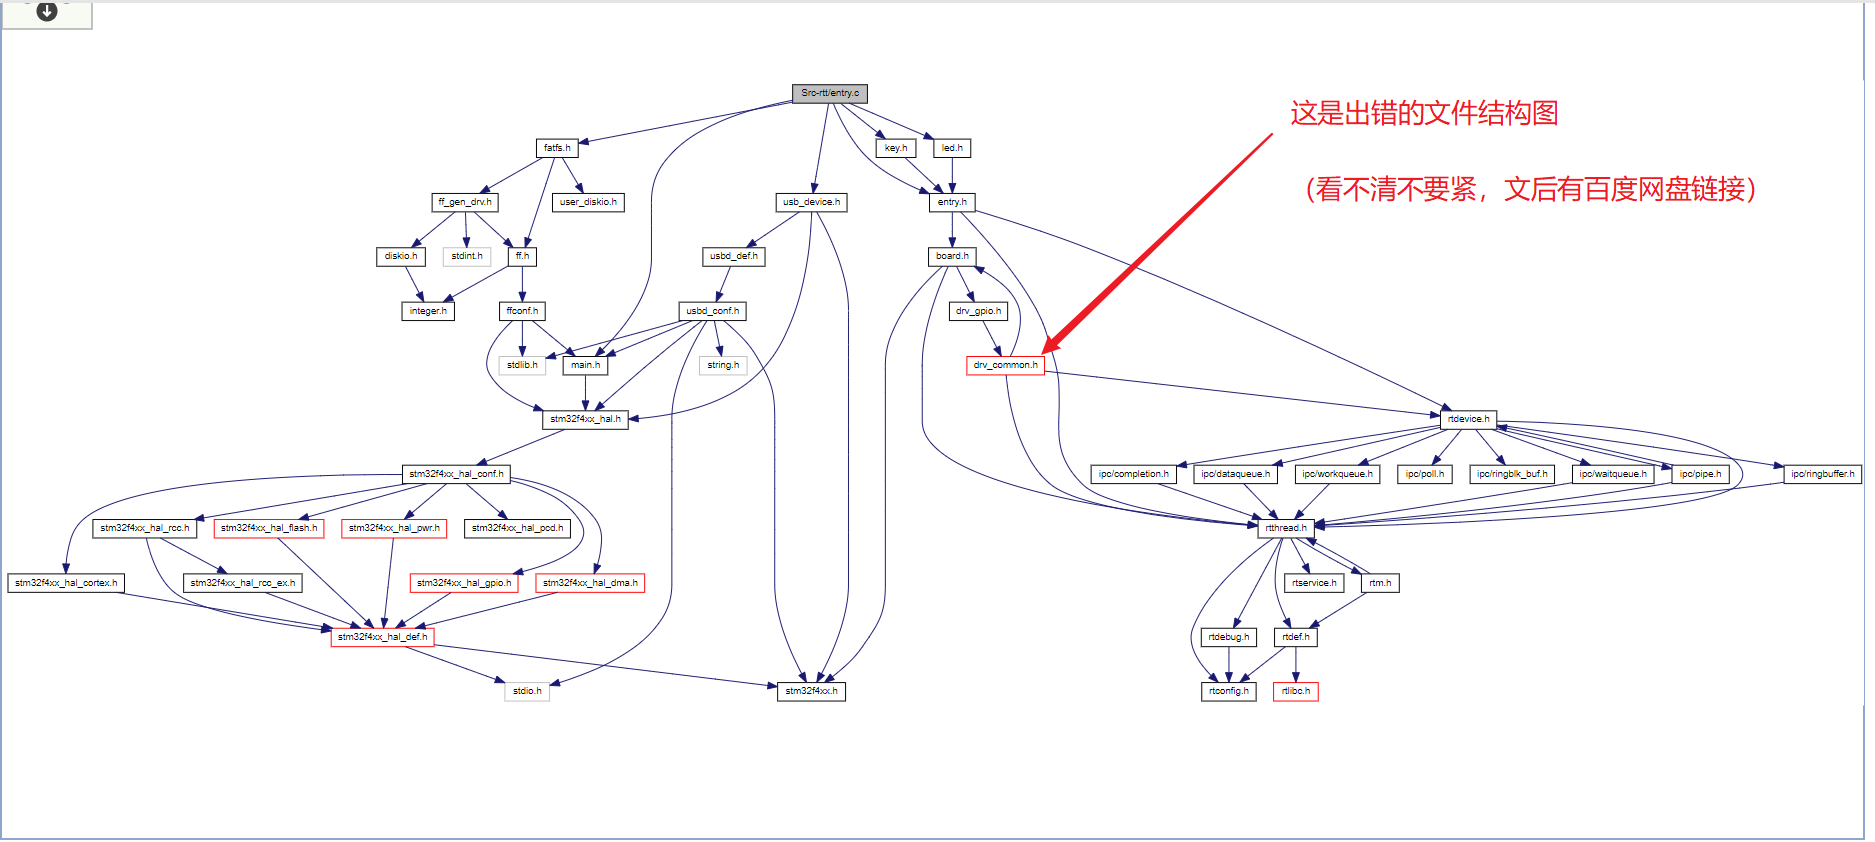 Src-rtt/entry.c
这是出错的文件结构图
fatfs.h
key.h
led.h
（看不清不要紧，文后有百度网盘链接）
ff_gen_drv.h
user_diskio.h
usb_device.h
entry.h
diskio.h
stdint.h
ff.h
usbd_def.h
board.h
integer.h
ffconf.h
usbd_conf.h
drv_gpio.h
stdlib.h
main.h
string.h
drv_common.h
stm32f4xx_hal.h
rtdevice.h
stm32f4xx_hal_conf.h
ipc/completion.h
ipc/dataqueue.h
ipc/workqueue.h
ipc/poll.h
ipc/ringblk_buf.h
ipc/waitqueue.h
ipc/pipe.h
ipc/ringbuffer.h
stm32f4xx_hal_rcc.h
stm32f4xx_hal_flash.h
stm32f4xx_hal_pwr.h
stm32f4xx_hal_pcd.h
rtthread.h
stm32f4xx_hal_cortex.h
stm32f4xx_hal_rcc_ex.h
stm32f4xx_hal_gpio.h
stm32f4xx_hal_dma.h
rtservice.h
rtm.h
stm32f4xx_hal_def.h
rtdebug.h
rtdef.h
stdio.h
stm32f4xx.h
rtconfig.h
rtlibc.h